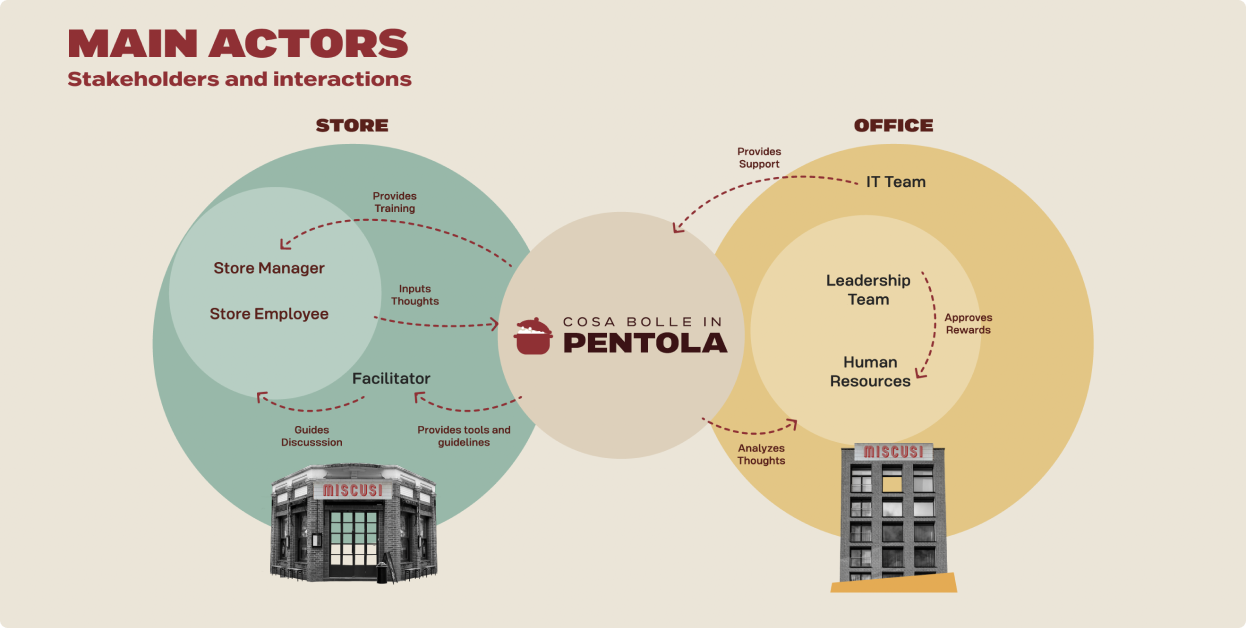 MAIN ACTORS
Stakeholders and interactions
STORE
OFFICE
Provides
Support
IT Team
Provides
Training
Store Manager
Inputs
Thoughts
Store Employee
Leadership
Team
Approves
Rewards
COSA BOLLE IN
PENTOLA
Human
Resources
Facilitator
Guides
Discusssion
Provides tools and
guidelines
Analyzes
Thoughts
MISCUSI
MISCUSI